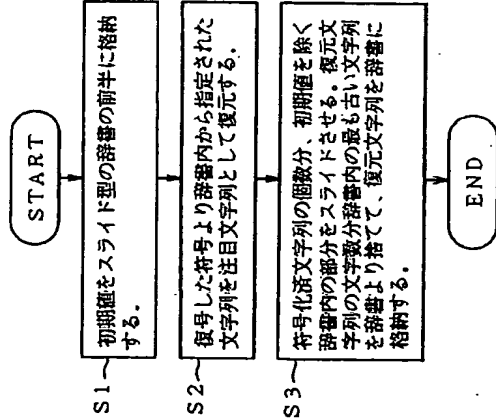 START
S1
初期値をスライド型の辞書の前半に格納
する。
S2
復号した符号より辞書内から指定された
文字列を注目文字列として復元する。
S3
符号化済文字列の個数分、初期値を除く
辞書内の部分をスライドさせる。復元文
字列の文字数分辞書内の最も古い文字列
を辞書より捨てて、復元文字列を辞書に
格納する。
END